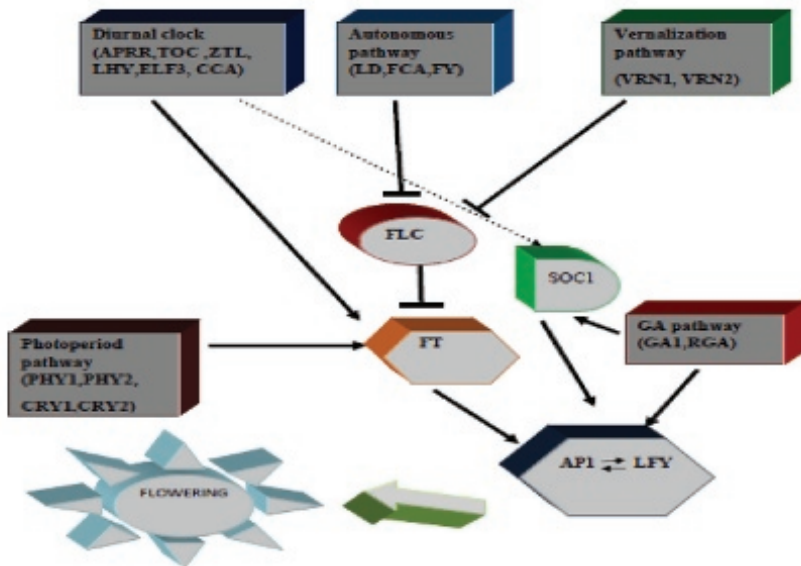 Diurnal clock
(APRR,TOC ,ZTL,
LHY,ELF3, CCA)
Autonomous
pathway
(LD,FCA,FY)
Vernalization
pathway
(VRN1, VRN2)
FLC
SOC1
GA pathway
(GA1,RGA)
Photoperiod
pathway
(PHY1,PHY2,
CRY1,CRY2)
FT
AP1 ⇄ LFY
FLOWERING